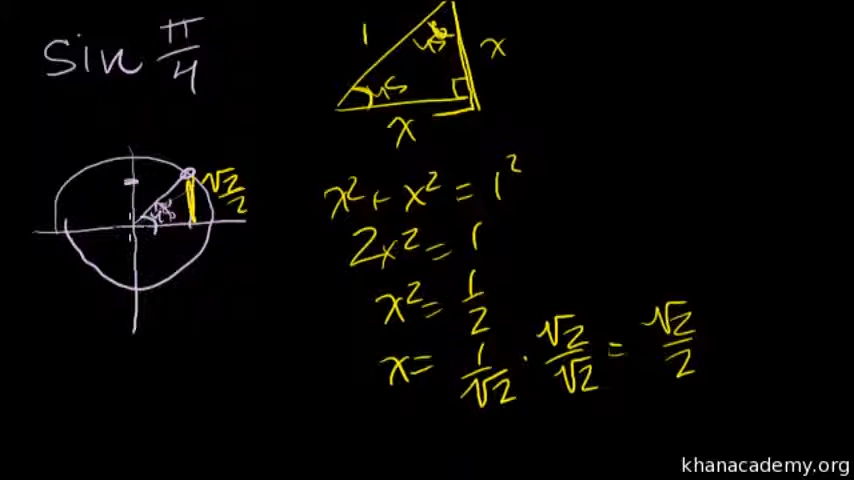 sin π/4
1
45
45
x
x
√2/2
45
x² + x² = 1²
2x² = 1
x² = 1/2
x = 1/√2 · √2/√2 = √2/2
khanacademy.org